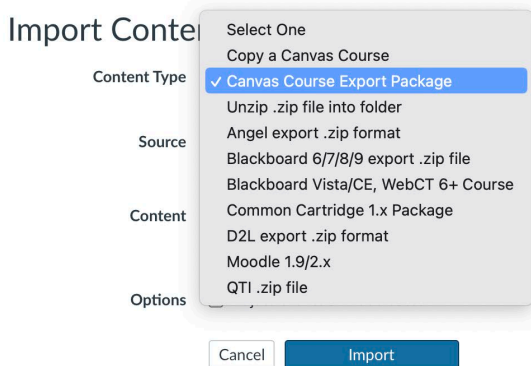 Import Conte
Select One
Copy a Canvas Course
Content Type
✓ Canvas Course Export Package
Unzip .zip file into folder
Angel export .zip format
Source
Blackboard 6/7/8/9 export .zip file
Blackboard Vista/CE, WebCT 6+ Course
Content
Common Cartridge 1.x Package
D2L export .zip format
Moodle 1.9/2.x
QTI .zip file
Options
Cancel
Import